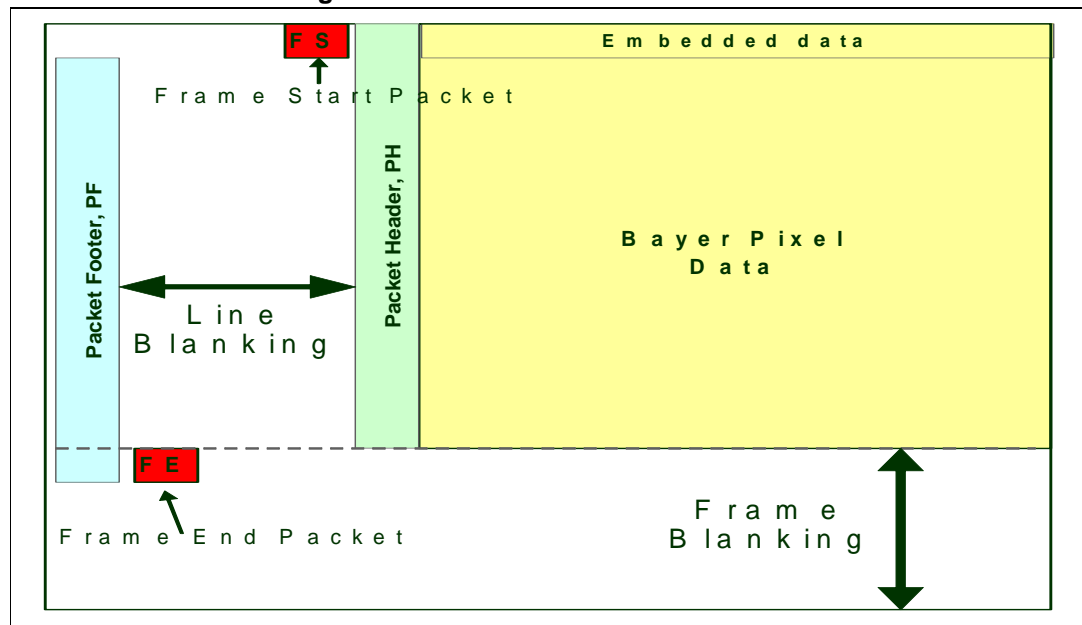 FS
Embedded data
Frame Start Packet
Packet Footer, PF
Packet Header, PH
Bayer Pixel
Data
Line
Blanking
FE
Frame End Packet
Frame
Blanking